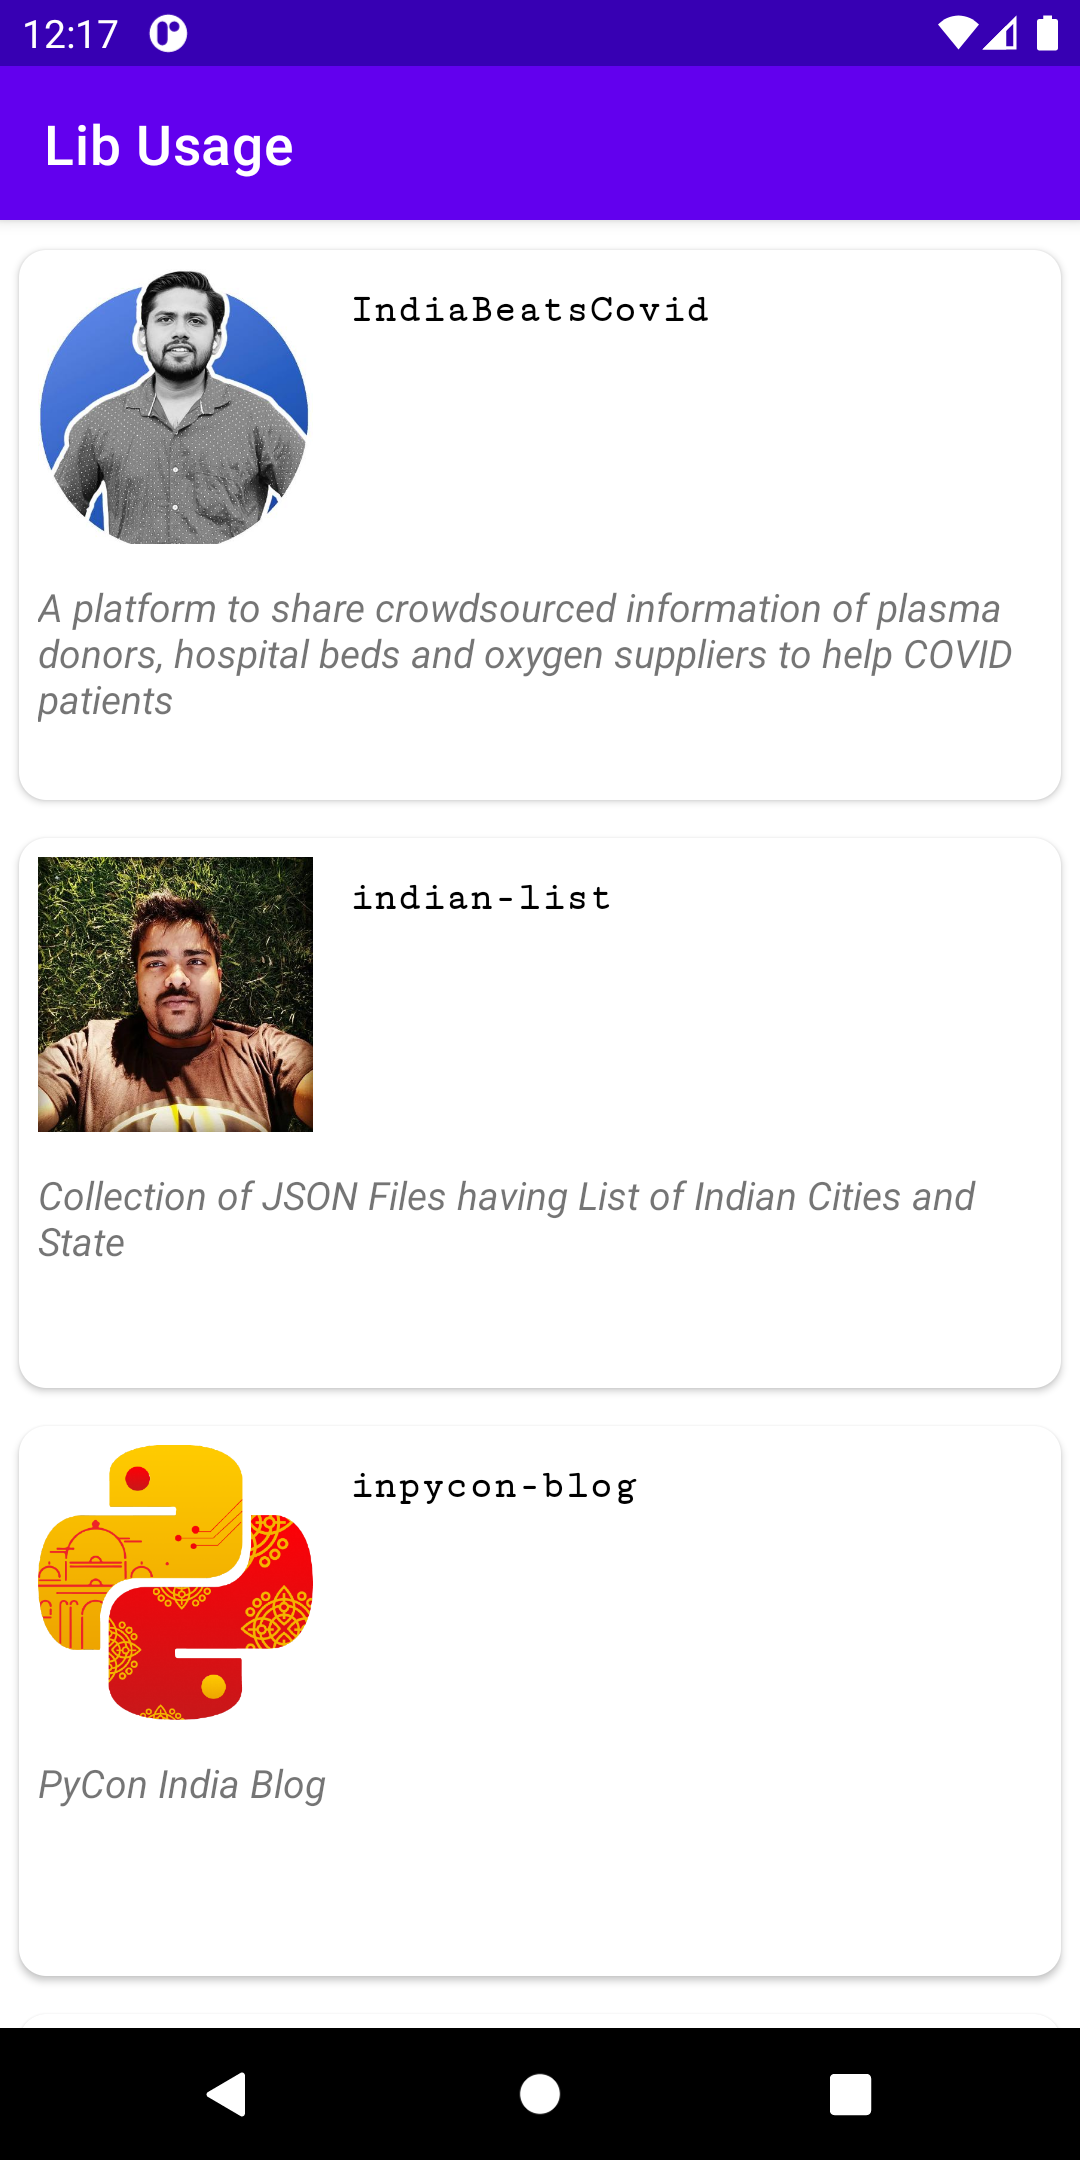 12:17
Lib Usage
IndiaBeatsCovid
A platform to share crowdsourced information of plasma
donors, hospital beds and oxygen suppliers to help COVID
patients
indian-list
Collection of JSON Files having List of Indian Cities and
State
inpycon-blog
PyCon India Blog